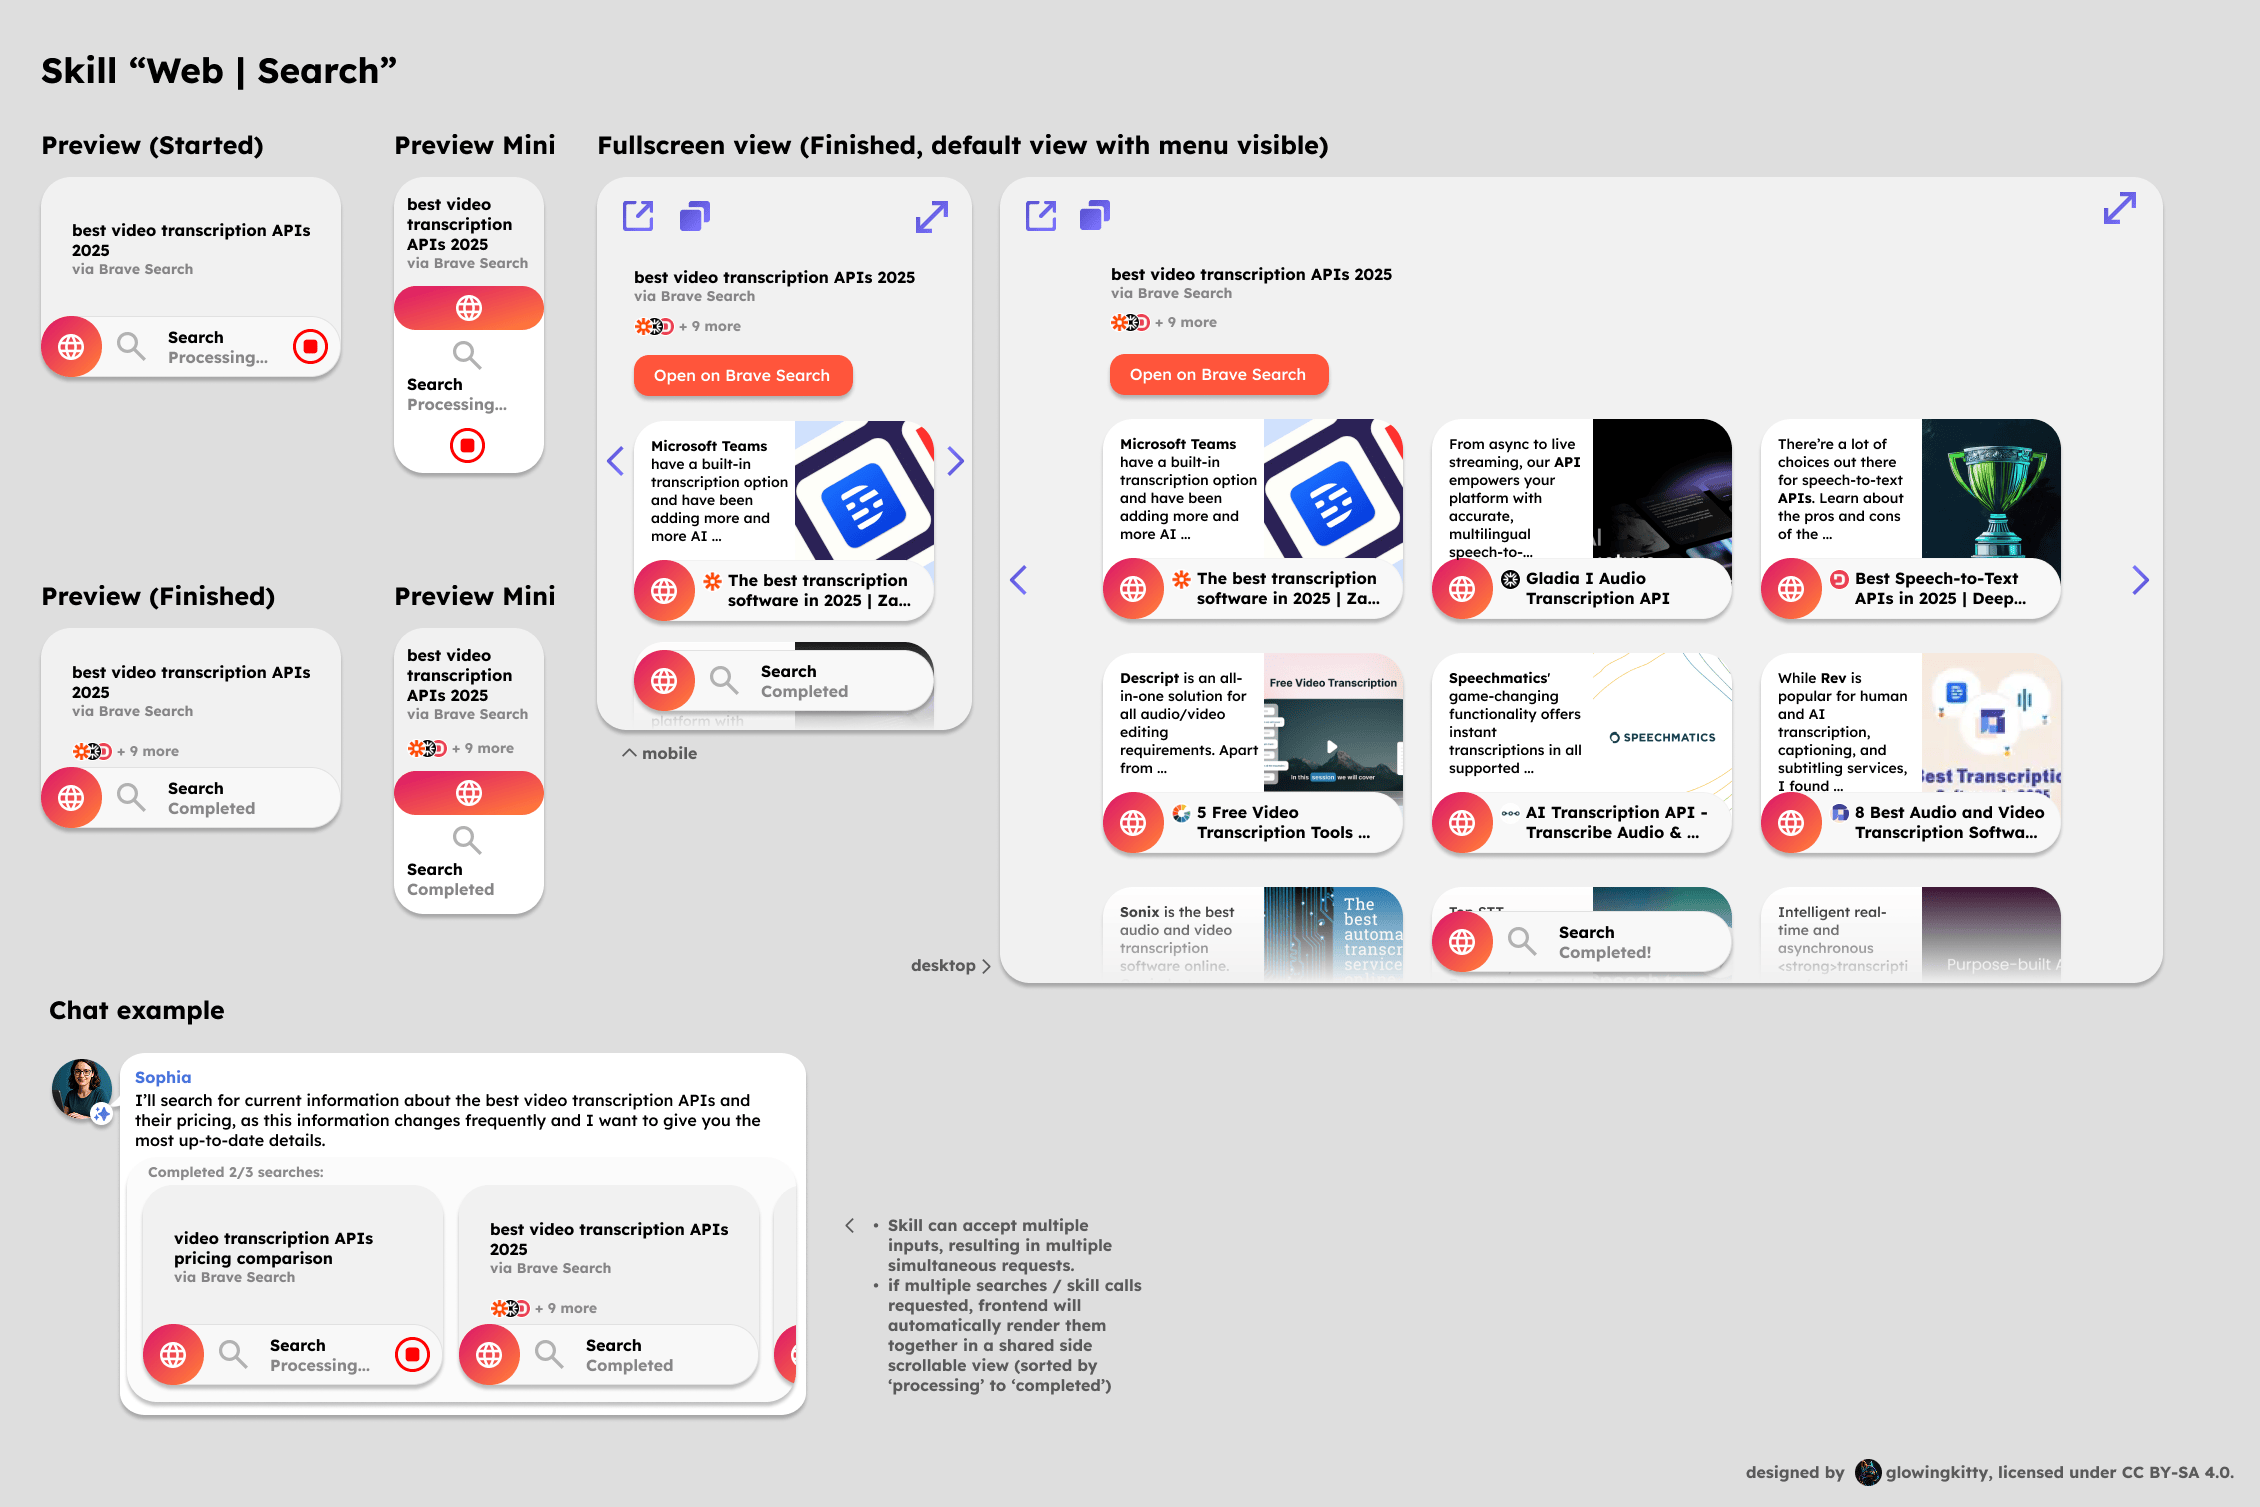 Skill “Web | Search”
Preview (Started)
best video transcription APIs
2025
via Brave Search
Search
Processing...
Preview Mini
best video
transcription
APIs 2025
via Brave Search
Search
Processing...
Fullscreen view (Finished, default view with menu visible)
best video transcription APIs 2025
via Brave Search
+ 9 more
Open on Brave Search
Microsoft Teams
have a built-in
transcription option
and have been
adding more and
more AI ...
The best transcription
software in 2025 | Za...
Search
Completed
platform with
mobile
best video transcription APIs 2025
via Brave Search
+ 9 more
Open on Brave Search
Microsoft Teams
have a built-in
transcription option
and have been
adding more and
more AI ...
The best transcription
software in 2025 | Za...
From async to live
streaming, our API
empowers your
platform with
accurate,
multilingual
speech-to-...
Gladia I Audio
Transcription API
There’re a lot of
choices out there
for speech-to-text
APIs. Learn about
the pros and cons
of the ...
Best Speech-to-Text
APIs in 2025 | Deep...
Descript is an all-
in-one solution for
all audio/video
editing
requirements. Apart
from ...
Free Video Transcription
In this session we will cover
5 Free Video
Transcription Tools ...
Speechmatics'
game-changing
functionality offers
instant
transcriptions in all
supported ...
SPEECHMATICS
AI Transcription API -
Transcribe Audio & ...
While Rev is
popular for human
and AI
transcription,
captioning, and
subtitling services,
I found ...
Best Transcriptio
8 Best Audio and Video
Transcription Softwa...
Sonix is the best
audio and video
transcription
software online.
The
best
automa
transcr
service
Search
Completed!
Intelligent real-
time and
asynchronous
<strong>transcripti
Purpose-built A
desktop
Preview (Finished)
best video transcription APIs
2025
via Brave Search
+ 9 more
Search
Completed
Preview Mini
best video
transcription
APIs 2025
via Brave Search
+ 9 more
Search
Completed
Chat example
Sophia
I’ll search for current information about the best video transcription APIs and
their pricing, as this information changes frequently and I want to give you the
most up-to-date details.
Completed 2/3 searches:
video transcription APIs
pricing comparison
via Brave Search
Search
Processing...
best video transcription APIs
2025
via Brave Search
+ 9 more
Search
Completed
• Skill can accept multiple
inputs, resulting in multiple
simultaneous requests.
• if multiple searches / skill calls
requested, frontend will
automatically render them
together in a shared side
scrollable view (sorted by
‘processing’ to ‘completed’)
designed by glowingkitty, licensed under CC BY-SA 4.0.